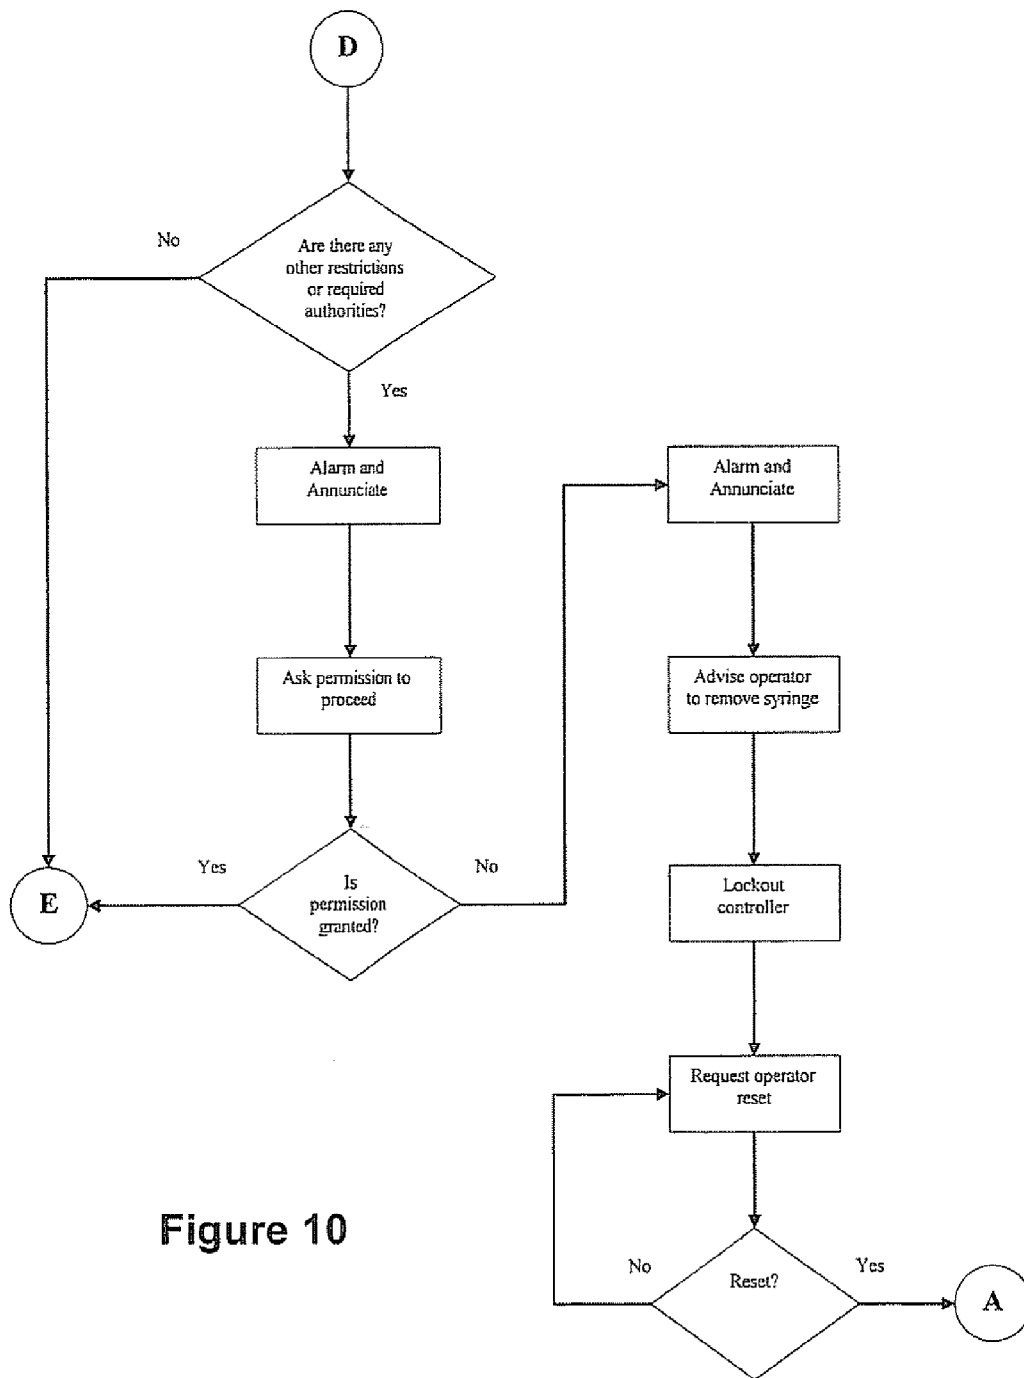 D
No
Are there any
other restrictions
or required
authorities?
Yes
Alarm and
Annunciate
Ask permission to
proceed
Yes
Is
permission
granted?
No
E
Alarm and
Annunciate
Advise operator
to remove syringe
Lockout
controller
Request operator
reset
No
Reset?
Yes
A
Figure 10